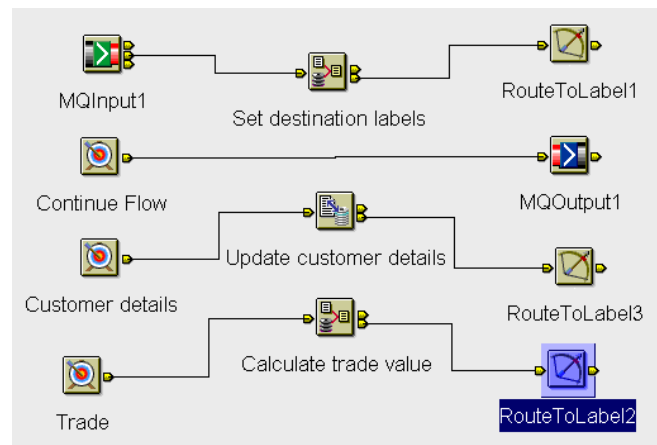 MQInput1
Set destination labels
RouteToLabel1
Continue Flow
MQOutput1
Customer details
Update customer details
RouteToLabel3
Trade
Calculate trade value
RouteToLabel2